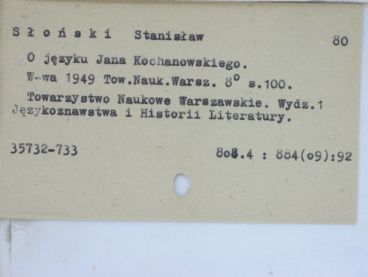 Słoński Stanisław 80
O języku Jana Kochanowskiego.
W-wa 1949 Tow.Nauk.Warsz. 8° s.100.
Towarzystwo Naukowe Warszawskie. Wydz.1
Językoznawstwa i Historii Literatury.
35732-733 808.4 : 884(09):92